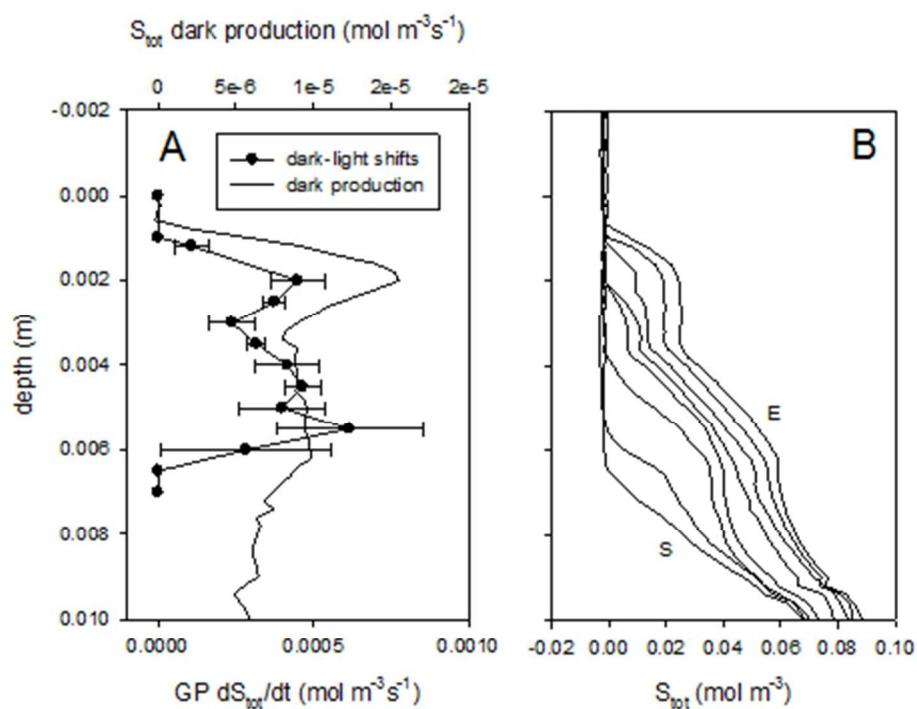 S_tot dark production (mol m⁻³s⁻¹)
0 5e-6 1e-5 2e-5 2e-5
-0.002
0.000
0.002
0.004
0.006
0.008
0.010
depth (m)
A
dark-light shifts
dark production
0.0000 0.0005 0.0010
GP dS_tot/dt (mol m⁻³s⁻¹)
B
E
S
-0.02 0.00 0.02 0.04 0.06 0.08 0.10
S_tot (mol m⁻³)